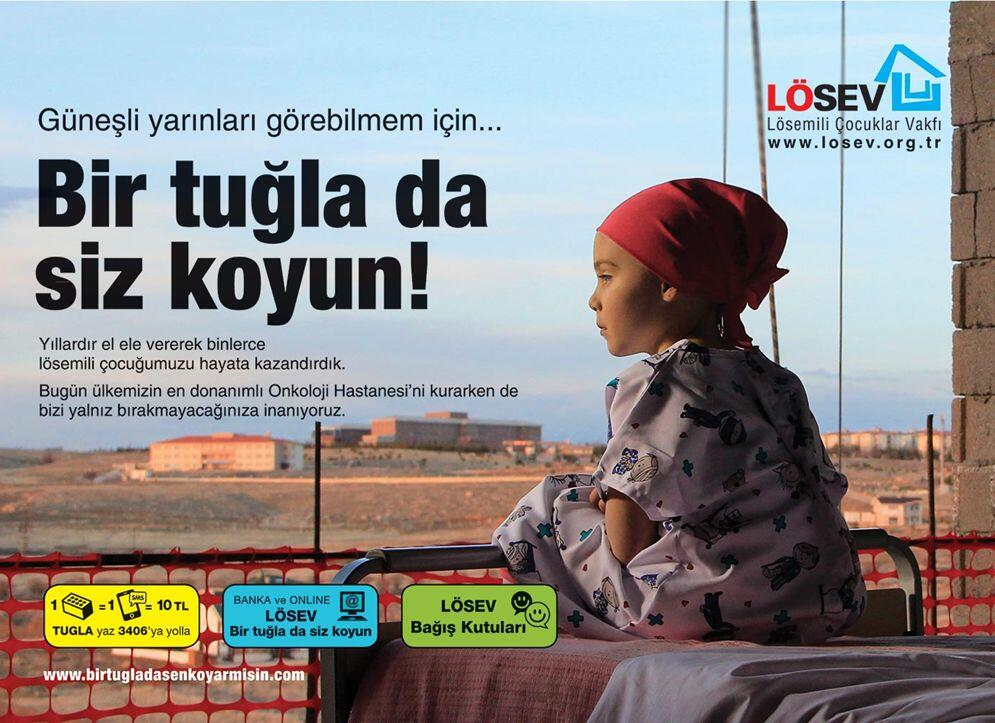 Güneşli yarınları görebilmem için...
Bir tuğla da
siz koyun!
Yıllardır el ele vererek binlerce
lösemili çocuğumuzu hayata kazandırdık.
Bugün ülkemizin en donanımlı Onkoloji Hastanesi'ni kurarken de
bizi yalnız bırakmayacağınıza inanıyoruz.
LÖSEV
Lösemili Çocuklar Vakfı
www.losev.org.tr
1 = 1 SMS = 10 TL
TUGLA yaz 3406'ya yolla
BANKA ve ONLINE
LÖSEV
Bir tuğla da siz koyun
LÖSEV
Bağış Kutuları
www.birtugladasenkoyarmisin.com